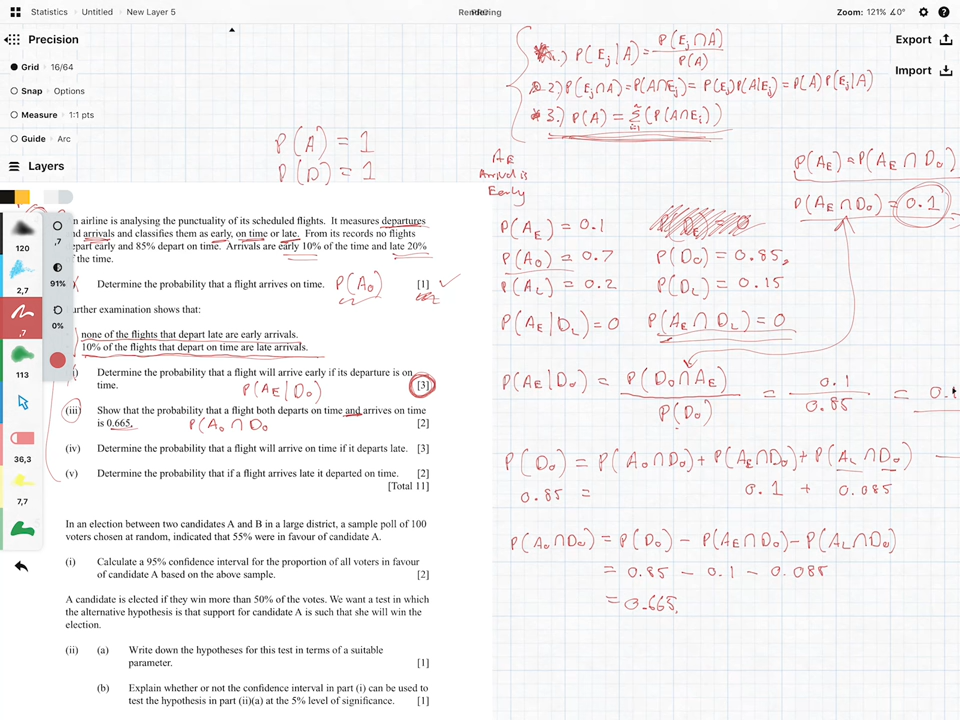 Statistics
Untitled
New Layer 5
Rendering
Zoom: 121% ∠0°
Precision
Grid 16/64
Snap Options
Measure 1:1 pts
Guide Arc
Layers
Export
Import
120
91%
2,7
0%
,7
,7
113
36,3
7,7
P(A) = 1
P(D) = 1
1.) P(Ej|A) = P(Ej∩A)/P(A)
2) P(Ej∩A) = P(A∩Ej) = P(Ej)P(A|Ej) = P(A)P(Ej|A)
* 3.) P(A) = Σ(P(A∩Ei))
n airline is analysing the punctuality of its scheduled flights. It measures departures
nd arrivals and classifies them as early, on time or late. From its records no flights
epart early and 85% depart on time. Arrivals are early 10% of the time and late 20%
f the time.
Determine the probability that a flight arrives on time. P(Ao) [1]
urther examination shows that:
none of the flights that depart late are early arrivals.
10% of the flights that depart on time are late arrivals.
Determine the probability that a flight will arrive early if its departure is on
time. P(AE|Do) [3]
(iii) Show that the probability that a flight both departs on time and arrives on time
is 0.665. P(Ao∩Do [2]
(iv) Determine the probability that a flight will arrive on time if it departs late. [3]
(v) Determine the probability that if a flight arrives late it departed on time. [2]
[Total 11]
In an election between two candidates A and B in a large district, a sample poll of 100
voters chosen at random, indicated that 55% were in favour of candidate A.
(i) Calculate a 95% confidence interval for the proportion of all voters in favour
of candidate A based on the above sample. [2]
A candidate is elected if they win more than 50% of the votes. We want a test in which
the alternative hypothesis is that support for candidate A is such that she will win the
election.
(ii) (a) Write down the hypotheses for this test in terms of a suitable
parameter. [1]
(b) Explain whether or not the confidence interval in part (i) can be used to
test the hypothesis in part (ii)(a) at the 5% level of significance. [1]
AE
Arrival is
Early
P(AE) = P(AE∩Do)
P(AE∩Do) = 0.1
P(AE) = 0.1
P(Ao) = 0.7 P(Do) = 0.85,
P(AL) = 0.2 P(DL) = 0.15
P(AE|DL) = 0 P(AE∩DL) = 0
P(AE|Do) = P(Do∩AE)/P(Do) = 0.1/0.85 = 0.
P(Do) = P(Ao∩Do) + P(AE∩Do) + P(AL∩Do)
0.85 = 0.1 + 0.085
P(Ao∩Do) = P(Do) - P(AE∩Do) - P(AL∩Do)
= 0.85 - 0.1 - 0.085
= 0.665.